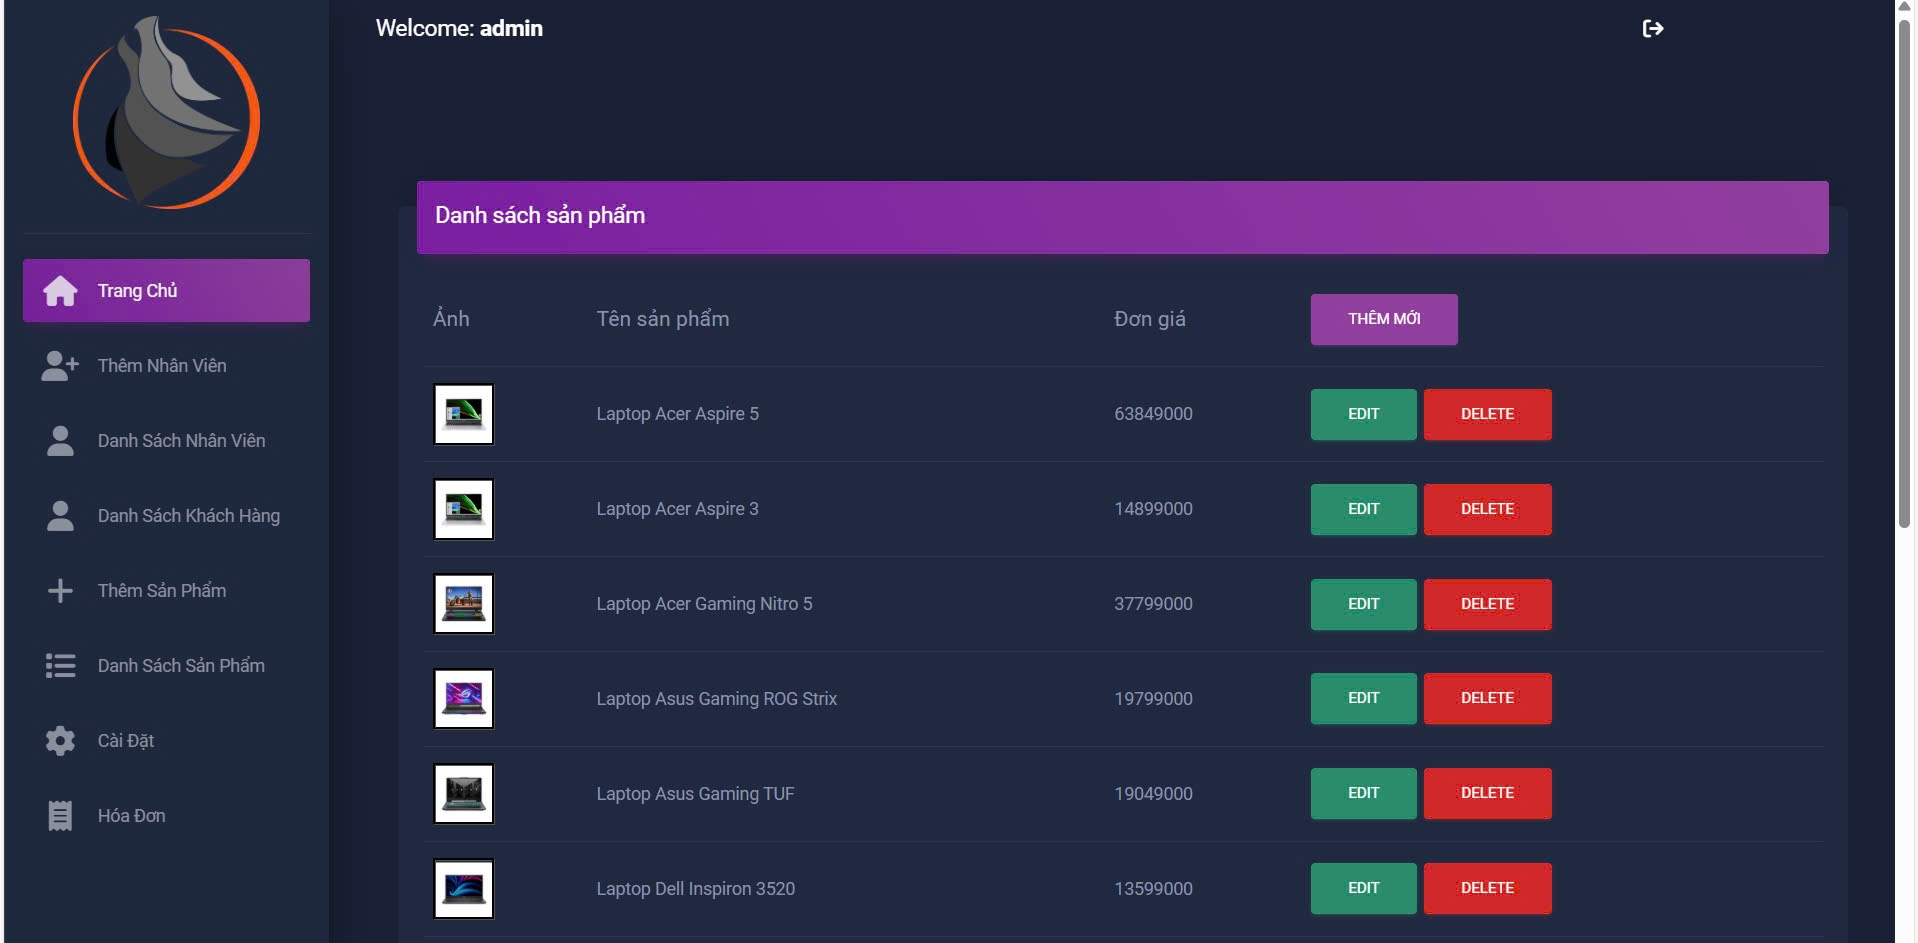 Welcome: admin
Trang Chủ
Thêm Nhân Viên
Danh Sách Nhân Viên
Danh Sách Khách Hàng
Thêm Sản Phẩm
Danh Sách Sản Phẩm
Cài Đặt
Hóa Đơn
Danh sách sản phẩm
Ảnh Tên sản phẩm Đơn giá THÊM MỚI
Laptop Acer Aspire 5 63849000 EDIT DELETE
Laptop Acer Aspire 3 14899000 EDIT DELETE
Laptop Acer Gaming Nitro 5 37799000 EDIT DELETE
Laptop Asus Gaming ROG Strix 19799000 EDIT DELETE
Laptop Asus Gaming TUF 19049000 EDIT DELETE
Laptop Dell Inspiron 3520 13599000 EDIT DELETE